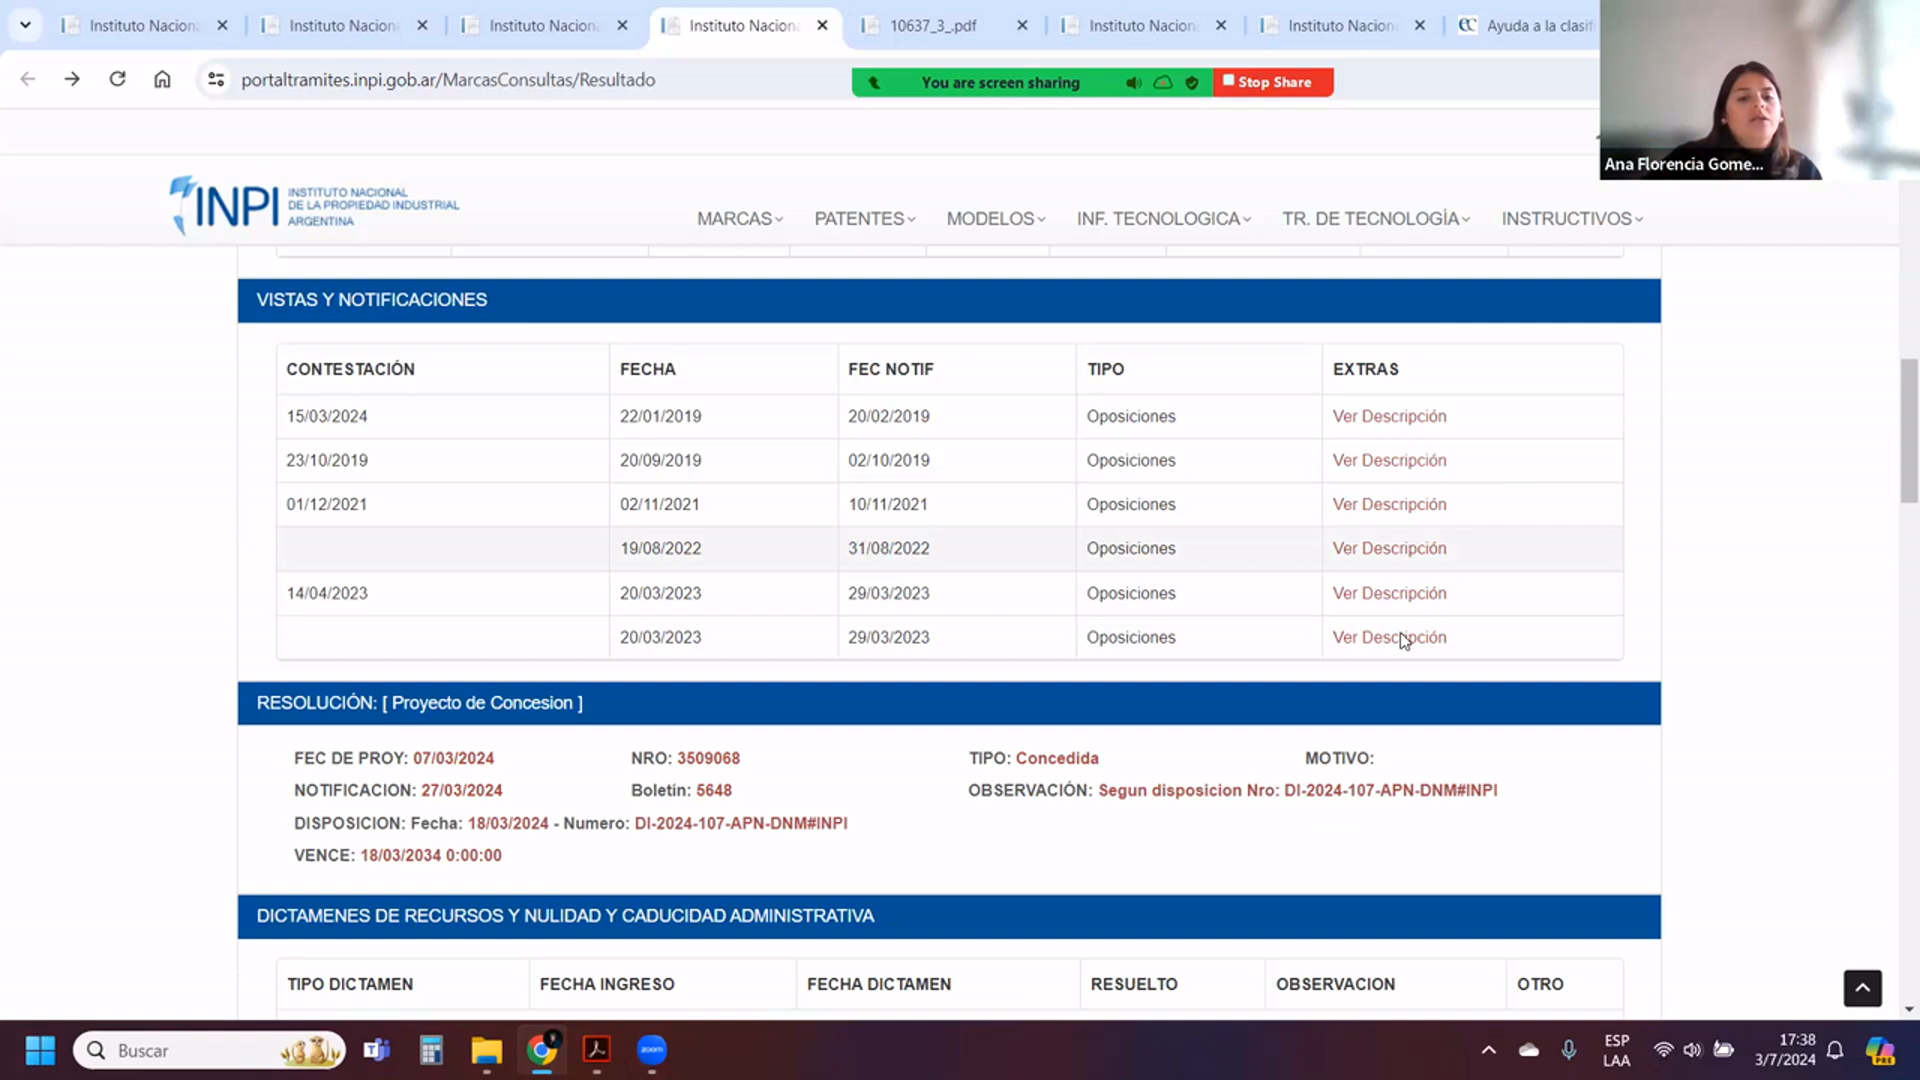 Instituto Naciona
Instituto Nacion
Instituto Nacion
Instituto Naciona
10637_3_.pdf
Instituto Nacion
Instituto Nacion
Ayuda a la clasifi
portaltramites.inpi.gob.ar/MarcasConsultas/Resultado
You are screen sharing
Stop Share
Ana Florencia Gome...
INPI
INSTITUTO NACIONAL
DE LA PROPIEDAD INDUSTRIAL
ARGENTINA
MARCAS
PATENTES
MODELOS
INF. TECNOLOGICA
TR. DE TECNOLOGÍA
INSTRUCTIVOS
VISTAS Y NOTIFICACIONES
CONTESTACIÓN FECHA FEC NOTIF TIPO EXTRAS
15/03/2024 22/01/2019 20/02/2019 Oposiciones Ver Descripción
23/10/2019 20/09/2019 02/10/2019 Oposiciones Ver Descripción
01/12/2021 02/11/2021 10/11/2021 Oposiciones Ver Descripción
19/08/2022 31/08/2022 Oposiciones Ver Descripción
14/04/2023 20/03/2023 29/03/2023 Oposiciones Ver Descripción
20/03/2023 29/03/2023 Oposiciones Ver Descripción
RESOLUCIÓN: [ Proyecto de Concesion ]
FEC DE PROY: 07/03/2024 NRO: 3509068 TIPO: Concedida MOTIVO:
NOTIFICACION: 27/03/2024 Boletin: 5648 OBSERVACIÓN: Segun disposicion Nro: DI-2024-107-APN-DNM#INPI
DISPOSICION: Fecha: 18/03/2024 - Numero: DI-2024-107-APN-DNM#INPI
VENCE: 18/03/2034 0:00:00
DICTAMENES DE RECURSOS Y NULIDAD Y CADUCIDAD ADMINISTRATIVA
TIPO DICTAMEN FECHA INGRESO FECHA DICTAMEN RESUELTO OBSERVACION OTRO
Buscar
zoom
ESP
LAA
17:38
3/7/2024
PRE